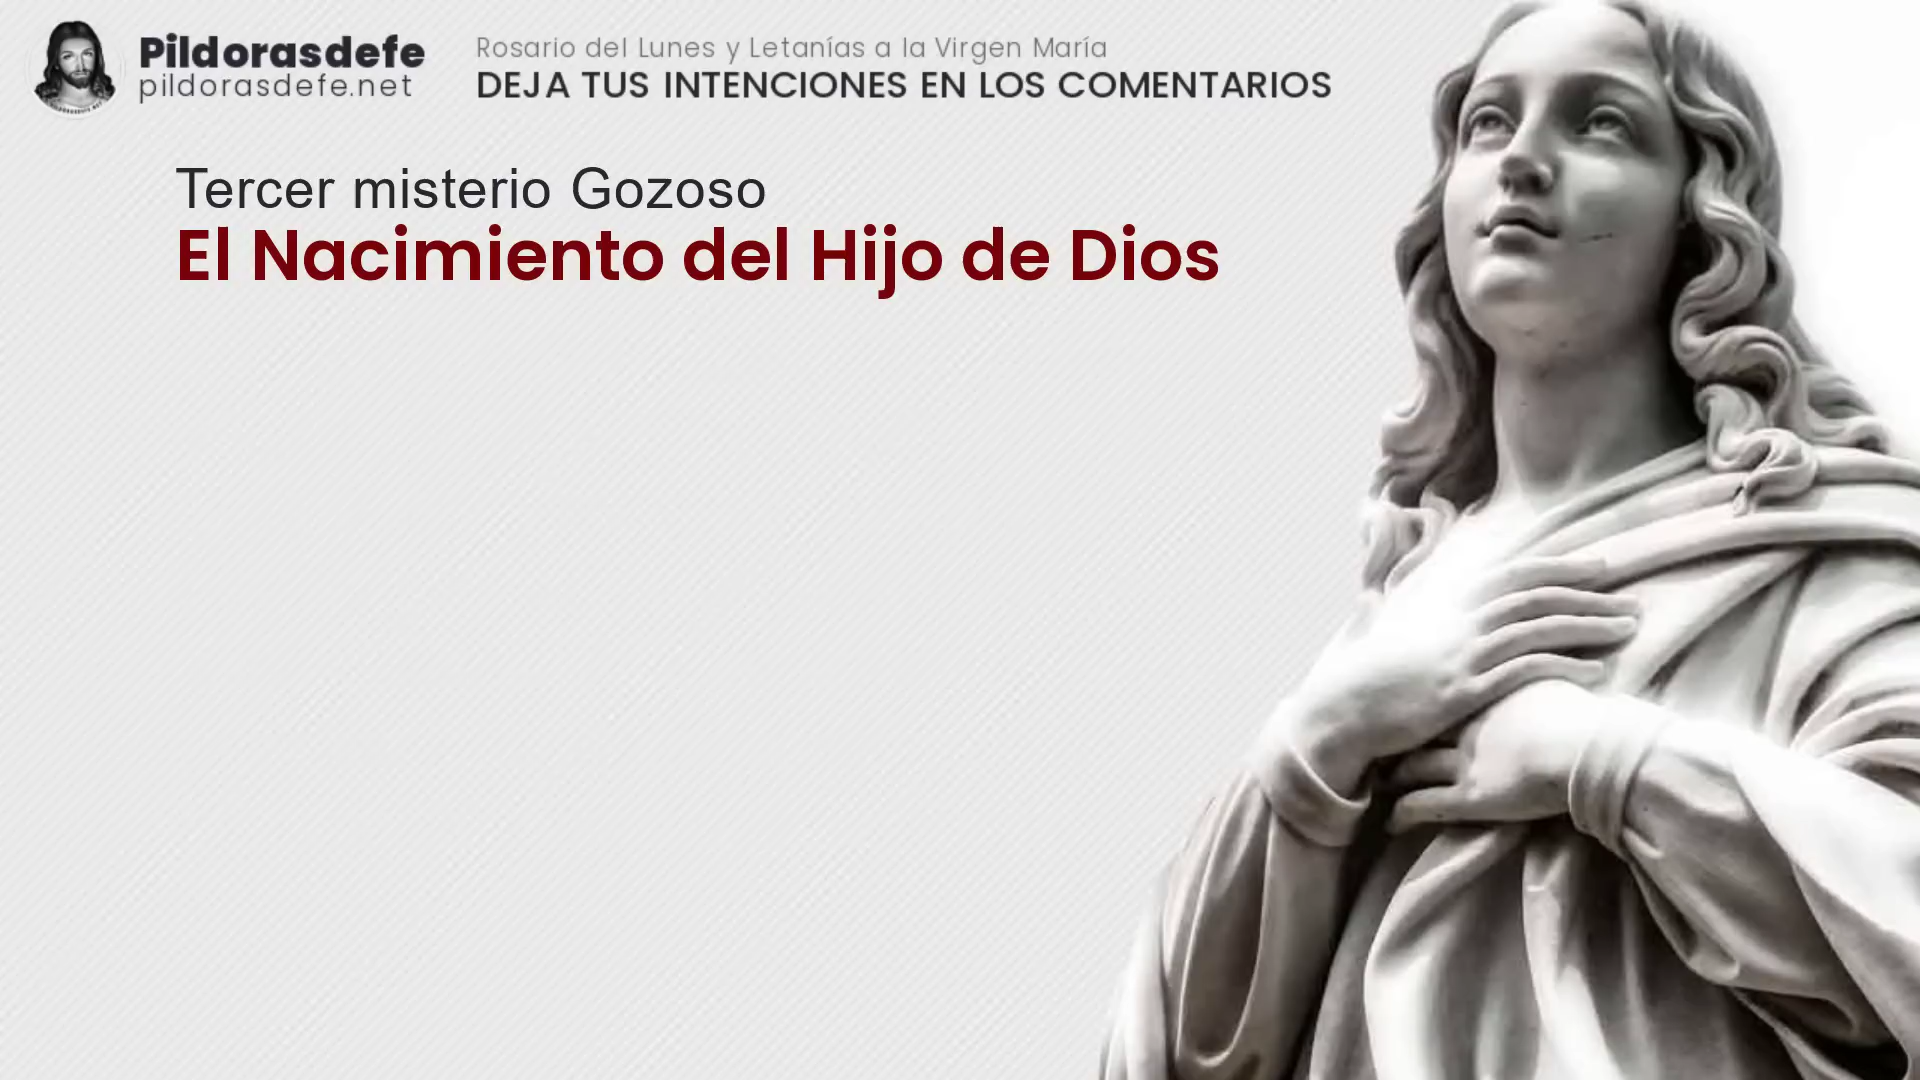 Pildorasdefe
pildorasdefe.net
Rosario del Lunes y Letanías a la Virgen María
DEJA TUS INTENCIONES EN LOS COMENTARIOS
Tercer misterio Gozoso
El Nacimiento del Hijo de Dios